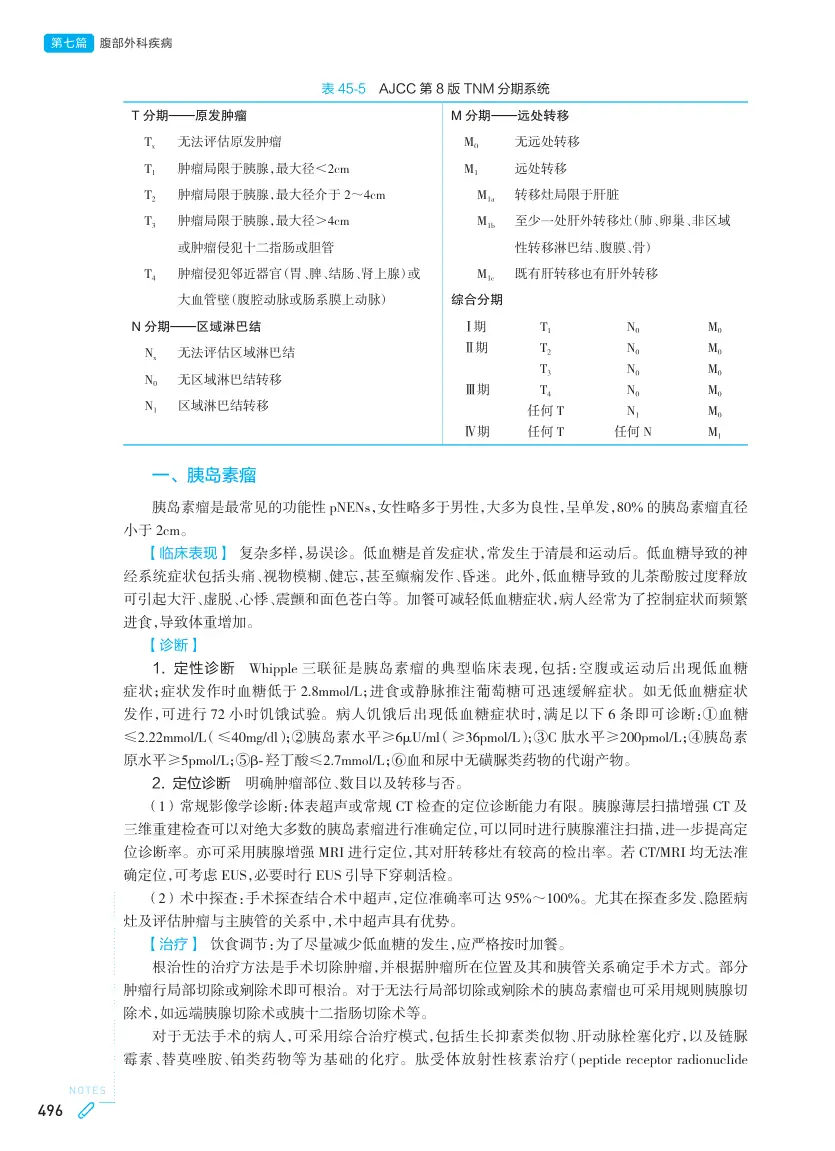 第七篇 腹部外科疾病
表 45-5 AJCC 第 8 版 TNM 分期系统
T 分期——原发肿瘤
Tx 无法评估原发肿瘤
T1 肿瘤局限于胰腺,最大径<2cm
T2 肿瘤局限于胰腺,最大径介于 2~4cm
T3 肿瘤局限于胰腺,最大径>4cm
或肿瘤侵犯十二指肠或胆管
T4 肿瘤侵犯邻近器官(胃、脾、结肠、肾上腺)或
大血管壁(腹腔动脉或肠系膜上动脉)
N 分期——区域淋巴结
Nx 无法评估区域淋巴结
N0 无区域淋巴结转移
N1 区域淋巴结转移
M 分期——远处转移
M0 无远处转移
M1 远处转移
M1a 转移灶局限于肝脏
M1b 至少一处肝外转移灶(肺、卵巢、非区域
性转移淋巴结、腹膜、骨)
M1c 既有肝转移也有肝外转移
综合分期
Ⅰ期 T1 N0 M0
Ⅱ期 T2 N0 M0
T3 N0 M0
Ⅲ期 T4 N0 M0
任何 T N1 M0
Ⅳ期 任何 T 任何 N M1
一、胰岛素瘤
胰岛素瘤是最常见的功能性 pNENs,女性略多于男性,大多为良性,呈单发,80% 的胰岛素瘤直径
小于 2cm。
【临床表现】 复杂多样,易误诊。低血糖是首发症状,常发生于清晨和运动后。低血糖导致的神
经系统症状包括头痛、视物模糊、健忘,甚至癫痫发作、昏迷。此外,低血糖导致的儿茶酚胺过度释放
可引起大汗、虚脱、心悸、震颤和面色苍白等。加餐可减轻低血糖症状,病人经常为了控制症状而频繁
进食,导致体重增加。
【诊断】
1. 定性诊断 Whipple 三联征是胰岛素瘤的典型临床表现,包括:空腹或运动后出现低血糖
症状;症状发作时血糖低于 2.8mmol/L;进食或静脉推注葡萄糖可迅速缓解症状。如无低血糖症状
发作,可进行 72 小时饥饿试验。病人饥饿后出现低血糖症状时,满足以下 6 条即可诊断:①血糖
≤2.22mmol/L(≤40mg/dl);②胰岛素水平≥6μU/ml(≥36pmol/L);③C 肽水平≥200pmol/L;④胰岛素
原水平≥5pmol/L;⑤β-羟丁酸≤2.7mmol/L;⑥血和尿中无磺脲类药物的代谢产物。
2. 定位诊断 明确肿瘤部位、数目以及转移与否。
(1)常规影像学诊断:体表超声或常规 CT 检查的定位诊断能力有限。胰腺薄层扫描增强 CT 及
三维重建检查可以对绝大多数的胰岛素瘤进行准确定位,可以同时进行胰腺灌注扫描,进一步提高定
位诊断率。亦可采用胰腺增强 MRI 进行定位,其对肝转移灶有较高的检出率。若 CT/MRI 均无法准
确定位,可考虑 EUS,必要时行 EUS 引导下穿刺活检。
(2)术中探查:手术探查结合术中超声,定位准确率可达 95%~100%。尤其在探查多发、隐匿病
灶及评估肿瘤与主胰管的关系中,术中超声具有优势。
【治疗】 饮食调节:为了尽量减少低血糖的发生,应严格按时加餐。
根治性的治疗方法是手术切除肿瘤,并根据肿瘤所在位置及其和胰管关系确定手术方式。部分
肿瘤行局部切除或剜除术即可根治。对于无法行局部切除或剜除术的胰岛素瘤也可采用规则胰腺切
除术,如远端胰腺切除术或胰十二指肠切除术等。
对于无法手术的病人,可采用综合治疗模式,包括生长抑素类似物、肝动脉栓塞化疗,以及链脲
霉素、替莫唑胺、铂类药物等为基础的化疗。肽受体放射性核素治疗(peptide receptor radionuclide
NOTES
496